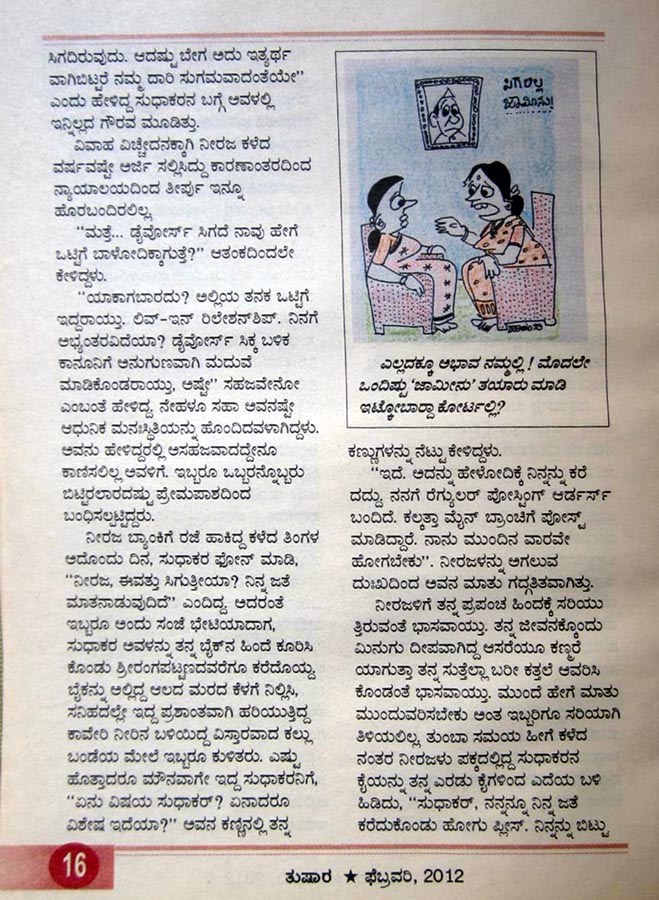 ಸಿಗದಿರುವುದು. ಆದಷ್ಟು ಬೇಗ ಅದು ಇತ್ಯರ್ಥ
ವಾಗಿಬಿಟ್ಟರೆ ನಮ್ಮ ದಾರಿ ಸುಗಮವಾದಂತೆಯೇ"
ಎಂದು ಹೇಳಿದ್ದ ಸುಧಾಕರನ ಬಗ್ಗೆ ಅವಳಲ್ಲಿ
ಇನ್ನಿಲ್ಲದ ಗೌರವ ಮೂಡಿತ್ತು.
ವಿವಾಹ ವಿಚ್ಛೇದನಕ್ಕಾಗಿ ನೀರಜ ಕಳೆದ
ವರ್ಷವಷ್ಟೇ ಅರ್ಜಿ ಸಲ್ಲಿಸಿದ್ದು ಕಾರಣಾಂತರದಿಂದ
ನ್ಯಾಯಾಲಯದಿಂದ ತೀರ್ಪು ಇನ್ನೂ
ಹೊರಬಂದಿರಲಿಲ್ಲ.
"ಮತ್ತೆ... ಡೈವೋರ್ಸ್ ಸಿಗದೆ ನಾವು ಹೇಗೆ
ಒಟ್ಟಿಗೆ ಬಾಳೋದಿಕ್ಕಾಗುತ್ತೆ?" ಆತಂಕದಿಂದಲೇ
ಕೇಳಿದ್ದಳು.
"ಯಾಕಾಗಬಾರದು? ಅಲ್ಲಿಯ ತನಕ ಒಟ್ಟಿಗೆ
ಇದ್ದರಾಯ್ತು. ಲಿವ್-ಇನ್ ರಿಲೇಶನ್‌ಶಿಪ್. ನಿನಗೆ
ಅಭ್ಯಂತರವಿದೆಯಾ? ಡೈವೋರ್ಸ್ ಸಿಕ್ಕ ಬಳಿಕ
ಕಾನೂನಿಗೆ ಅನುಗುಣವಾಗಿ ಮದುವೆ
ಮಾಡಿಕೊಂಡರಾಯ್ತು, ಅಷ್ಟೇ" ಸಹಜವೇನೋ
ಎಂಬಂತೆ ಹೇಳಿದ್ದ. ನೇಹಳೂ ಸಹಾ ಅವನಷ್ಟೇ
ಆಧುನಿಕ ಮನಃಸ್ಥಿತಿಯನ್ನು ಹೊಂದಿದವಳಾಗಿದ್ದಳು.
ಅವನು ಹೇಳಿದ್ದರಲ್ಲಿ ಅಸಹಜವಾದದ್ದೇನೂ
ಕಾಣಿಸಲಿಲ್ಲ ಅವಳಿಗೆ. ಇಬ್ಬರೂ ಒಬ್ಬರನ್ನೊಬ್ಬರು
ಬಿಟ್ಟಿರಲಾರದಷ್ಟು ಪ್ರೇಮಪಾಶದಿಂದ
ಬಂಧಿಸಲ್ಪಟ್ಟಿದ್ದರು.
ನೀರಜ ಬ್ಯಾಂಕಿಗೆ ರಜೆ ಹಾಕಿದ್ದ ಕಳೆದ ತಿಂಗಳ
ಅದೊಂದು ದಿನ, ಸುಧಾಕರ ಫೋನ್ ಮಾಡಿ,
"ನೀರಜ, ಈವತ್ತು ಸಿಗುತ್ತೀಯಾ? ನಿನ್ನ ಜತೆ
ಮಾತನಾಡುವುದಿದೆ" ಎಂದಿದ್ದ. ಅದರಂತೆ
ಇಬ್ಬರೂ ಅಂದು ಸಂಜೆ ಭೇಟಿಯಾದಾಗ,
ಸುಧಾಕರ ಅವಳನ್ನು ತನ್ನ ಬೈಕ್‌ನ ಹಿಂದೆ ಕೂರಿಸಿ
ಕೊಂಡು ಶ್ರೀರಂಗಪಟ್ಟಣದವರೆಗೂ ಕರೆದೊಯ್ದ.
ಬೈಕನ್ನು ಅಲ್ಲಿದ್ದ ಆಲದ ಮರದ ಕೆಳಗೆ ನಿಲ್ಲಿಸಿ,
ಸನಿಹದಲ್ಲೇ ಇದ್ದ ಪ್ರಶಾಂತವಾಗಿ ಹರಿಯುತ್ತಿದ್ದ
ಕಾವೇರಿ ನೀರಿನ ಬಳಿಯಿದ್ದ ವಿಸ್ತಾರವಾದ ಕಲ್ಲು
ಬಂಡೆಯ ಮೇಲೆ ಇಬ್ಬರೂ ಕುಳಿತರು. ಎಷ್ಟು
ಹೊತ್ತಾದರೂ ಮೌನವಾಗೇ ಇದ್ದ ಸುಧಾಕರನಿಗೆ,
"ಏನು ವಿಷಯ ಸುಧಾಕರ್? ಏನಾದರೂ
ವಿಶೇಷ ಇದೆಯಾ?" ಅವನ ಕಣ್ಣಿನಲ್ಲಿ ತನ್ನ
ಸಿಗಲಿಲ್ಲ
ಜಾಮೀನು!
ಎಲ್ಲದಕ್ಕೂ ಆಭಾವ ನಮ್ಮಲ್ಲಿ! ಮೊದಲೇ
ಒಂದಿಷ್ಟು 'ಜಾಮೀನು' ತಯಾರು ಮಾಡಿ
ಇಟ್ಕೋಬಾರ್‍ದಾ ಕೋರ್ಟಲ್ಲಿ?
ಕಣ್ಣುಗಳನ್ನು ನೆಟ್ಟು ಕೇಳಿದ್ದಳು.
"ಇದೆ. ಅದನ್ನು ಹೇಳೋದಿಕ್ಕೆ ನಿನ್ನನ್ನು ಕರೆ
ದದ್ದು. ನನಗೆ ರೆಗ್ಯುಲರ್ ಪೋಸ್ಟಿಂಗ್ ಆರ್ಡರ್ಸ್
ಬಂದಿದೆ. ಕಲ್ಕತ್ತಾ ಮೈನ್ ಬ್ರಾಂಚಿಗೆ ಪೋಸ್ಟ್
ಮಾಡಿದ್ದಾರೆ. ನಾನು ಮುಂದಿನ ವಾರವೇ
ಹೋಗಬೇಕು". ನೀರಜಳನ್ನು ಅಗಲುವ
ದುಃಖದಿಂದ ಅವನ ಮಾತು ಗದ್ಗತಿತವಾಗಿತ್ತು.
ನೀರಜಳಿಗೆ ತನ್ನ ಪ್ರಪಂಚ ಹಿಂದಕ್ಕೆ ಸರಿಯು
ತ್ತಿರುವಂತೆ ಭಾಸವಾಯ್ತು. ತನ್ನ ಜೀವನಕ್ಕೊಂದು
ಮಿನುಗು ದೀಪವಾಗಿದ್ದ ಆಸರೆಯೂ ಕಣ್ಮರೆ
ಯಾಗುತ್ತಾ ತನ್ನ ಸುತ್ತೆಲ್ಲಾ ಬರೀ ಕತ್ತಲೆ ಆವರಿಸಿ
ಕೊಂಡಂತೆ ಭಾಸವಾಯ್ತು. ಮುಂದೆ ಹೇಗೆ ಮಾತು
ಮುಂದುವರಿಸಬೇಕು ಅಂತ ಇಬ್ಬರಿಗೂ ಸರಿಯಾಗಿ
ತಿಳಿಯಲಿಲ್ಲ. ತುಂಬಾ ಸಮಯ ಹೀಗೆ ಕಳೆದ
ನಂತರ ನೀರಜಳು ಪಕ್ಕದಲ್ಲಿದ್ದ ಸುಧಾಕರನ
ಕೈಯನ್ನು ತನ್ನ ಎರಡು ಕೈಗಳಿಂದ ಎದೆಯ ಬಳಿ
ಹಿಡಿದು, "ಸುಧಾಕರ್, ನನ್ನನ್ನೂ ನಿನ್ನ ಜತೆ
ಕರೆದುಕೊಂಡು ಹೋಗು ಪ್ಲೀಸ್. ನಿನ್ನನ್ನು ಬಿಟ್ಟು
16
ತುಷಾರ ★ ಫೆಬ್ರವರಿ, 2012